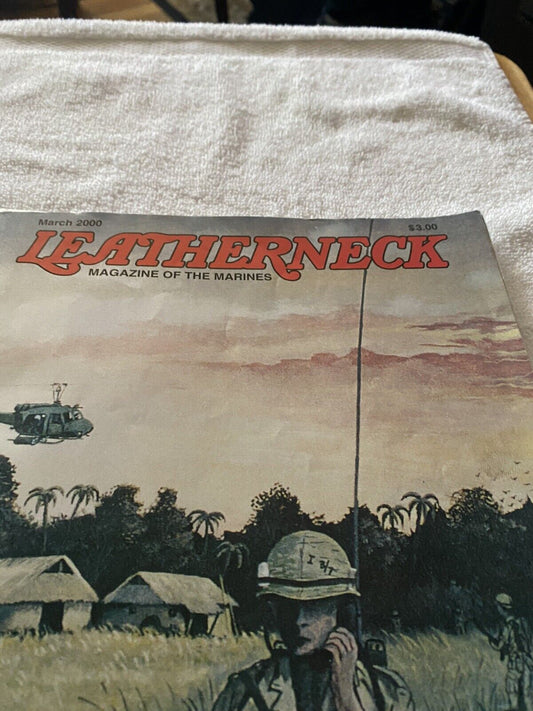 March 2000 $3.00
LEATHERNECK
MAGAZINE OF THE MARINES
I B/T